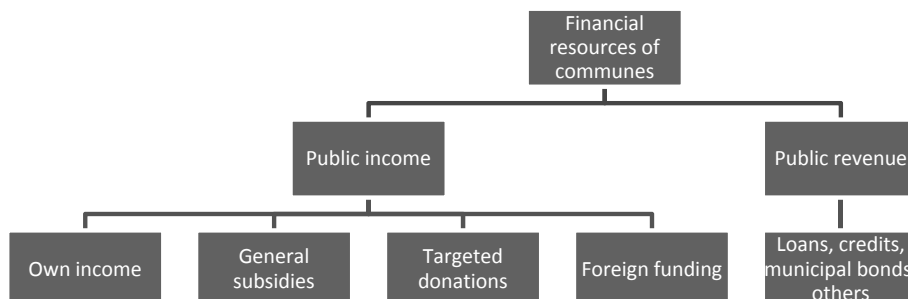 Financial
resources of
communes
Public income
Public revenue
Own income
General
subsidies
Targeted
donations
Foreign funding
Loans, credits,
municipal bonds,
others